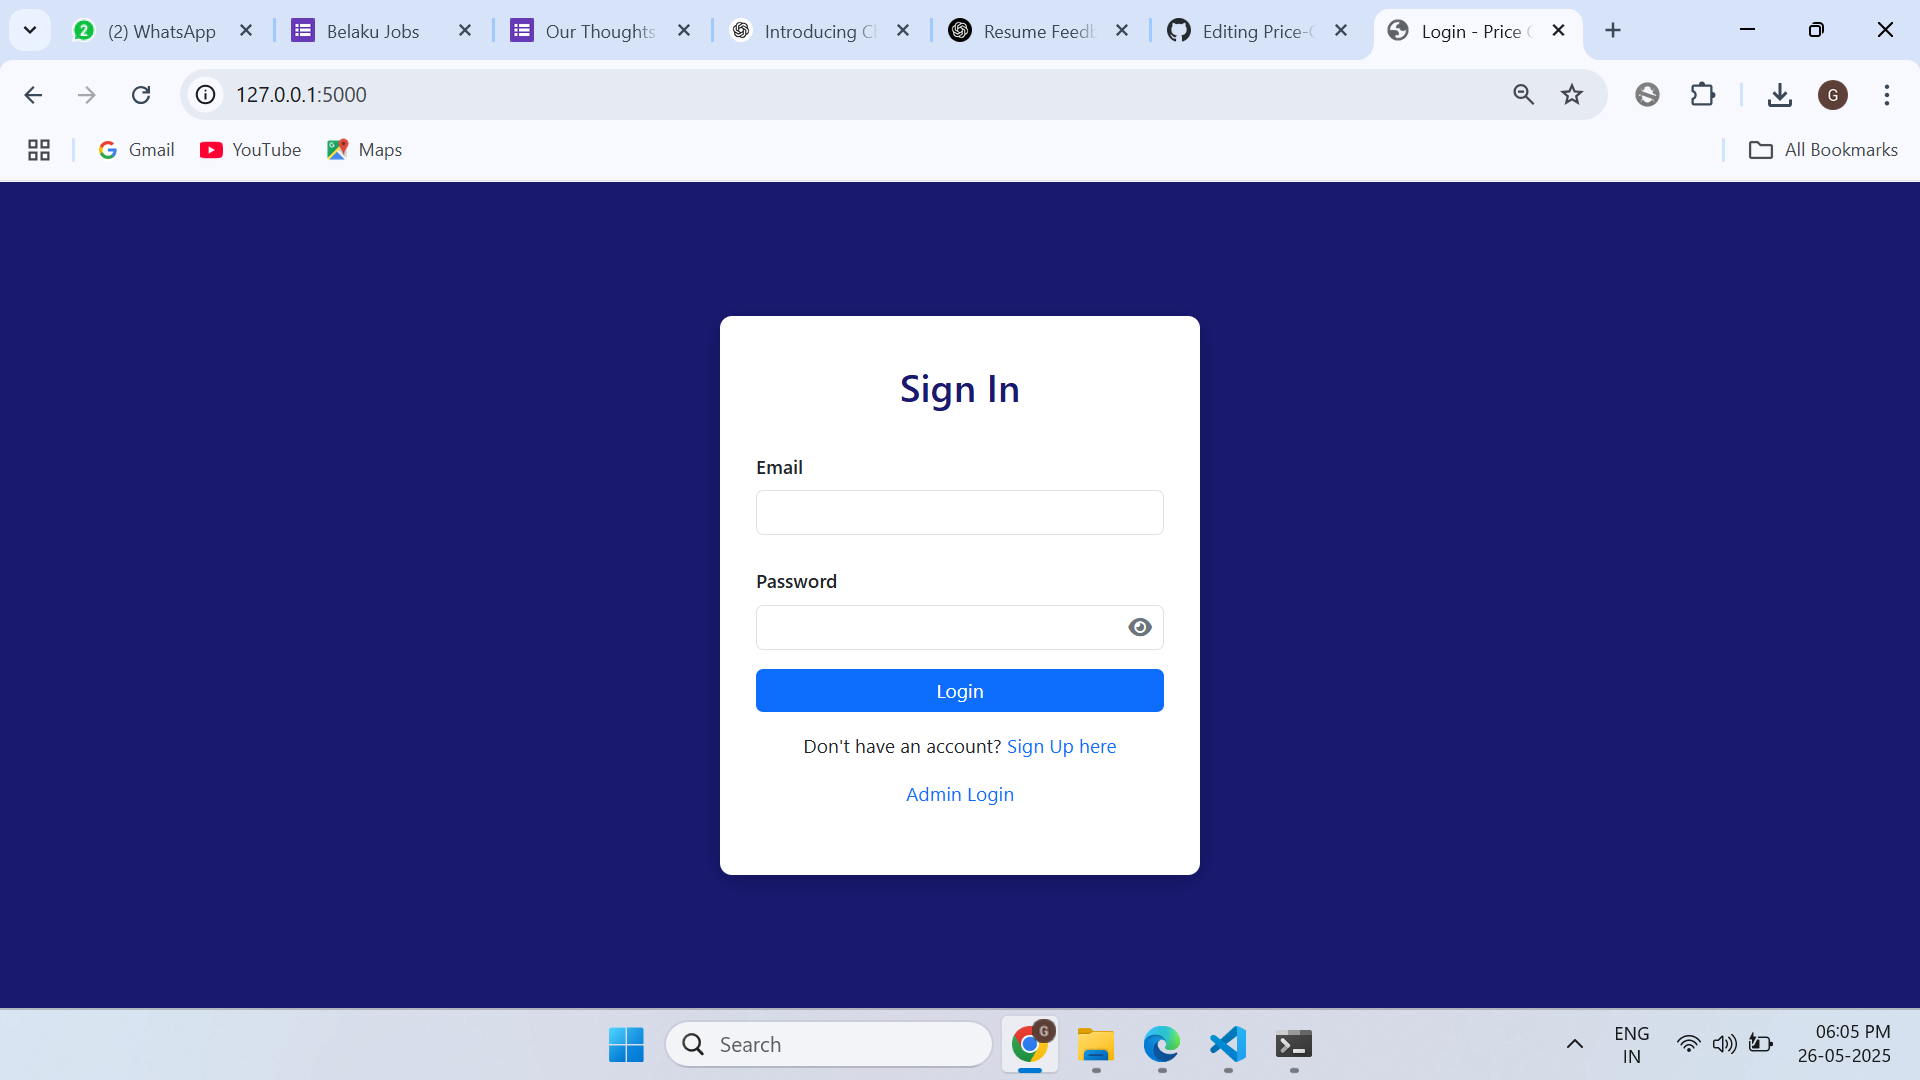 (2) WhatsApp
Belaku Jobs
Our Thoughts
Introducing Ch
Resume Feedb
Editing Price-C
Login - Price C
127.0.0.1:5000
G
Gmail
YouTube
Maps
All Bookmarks
Sign In
Email
Password
Login
Don't have an account? Sign Up here
Admin Login
Search
G
ENG
IN
06:05 PM
26-05-2025